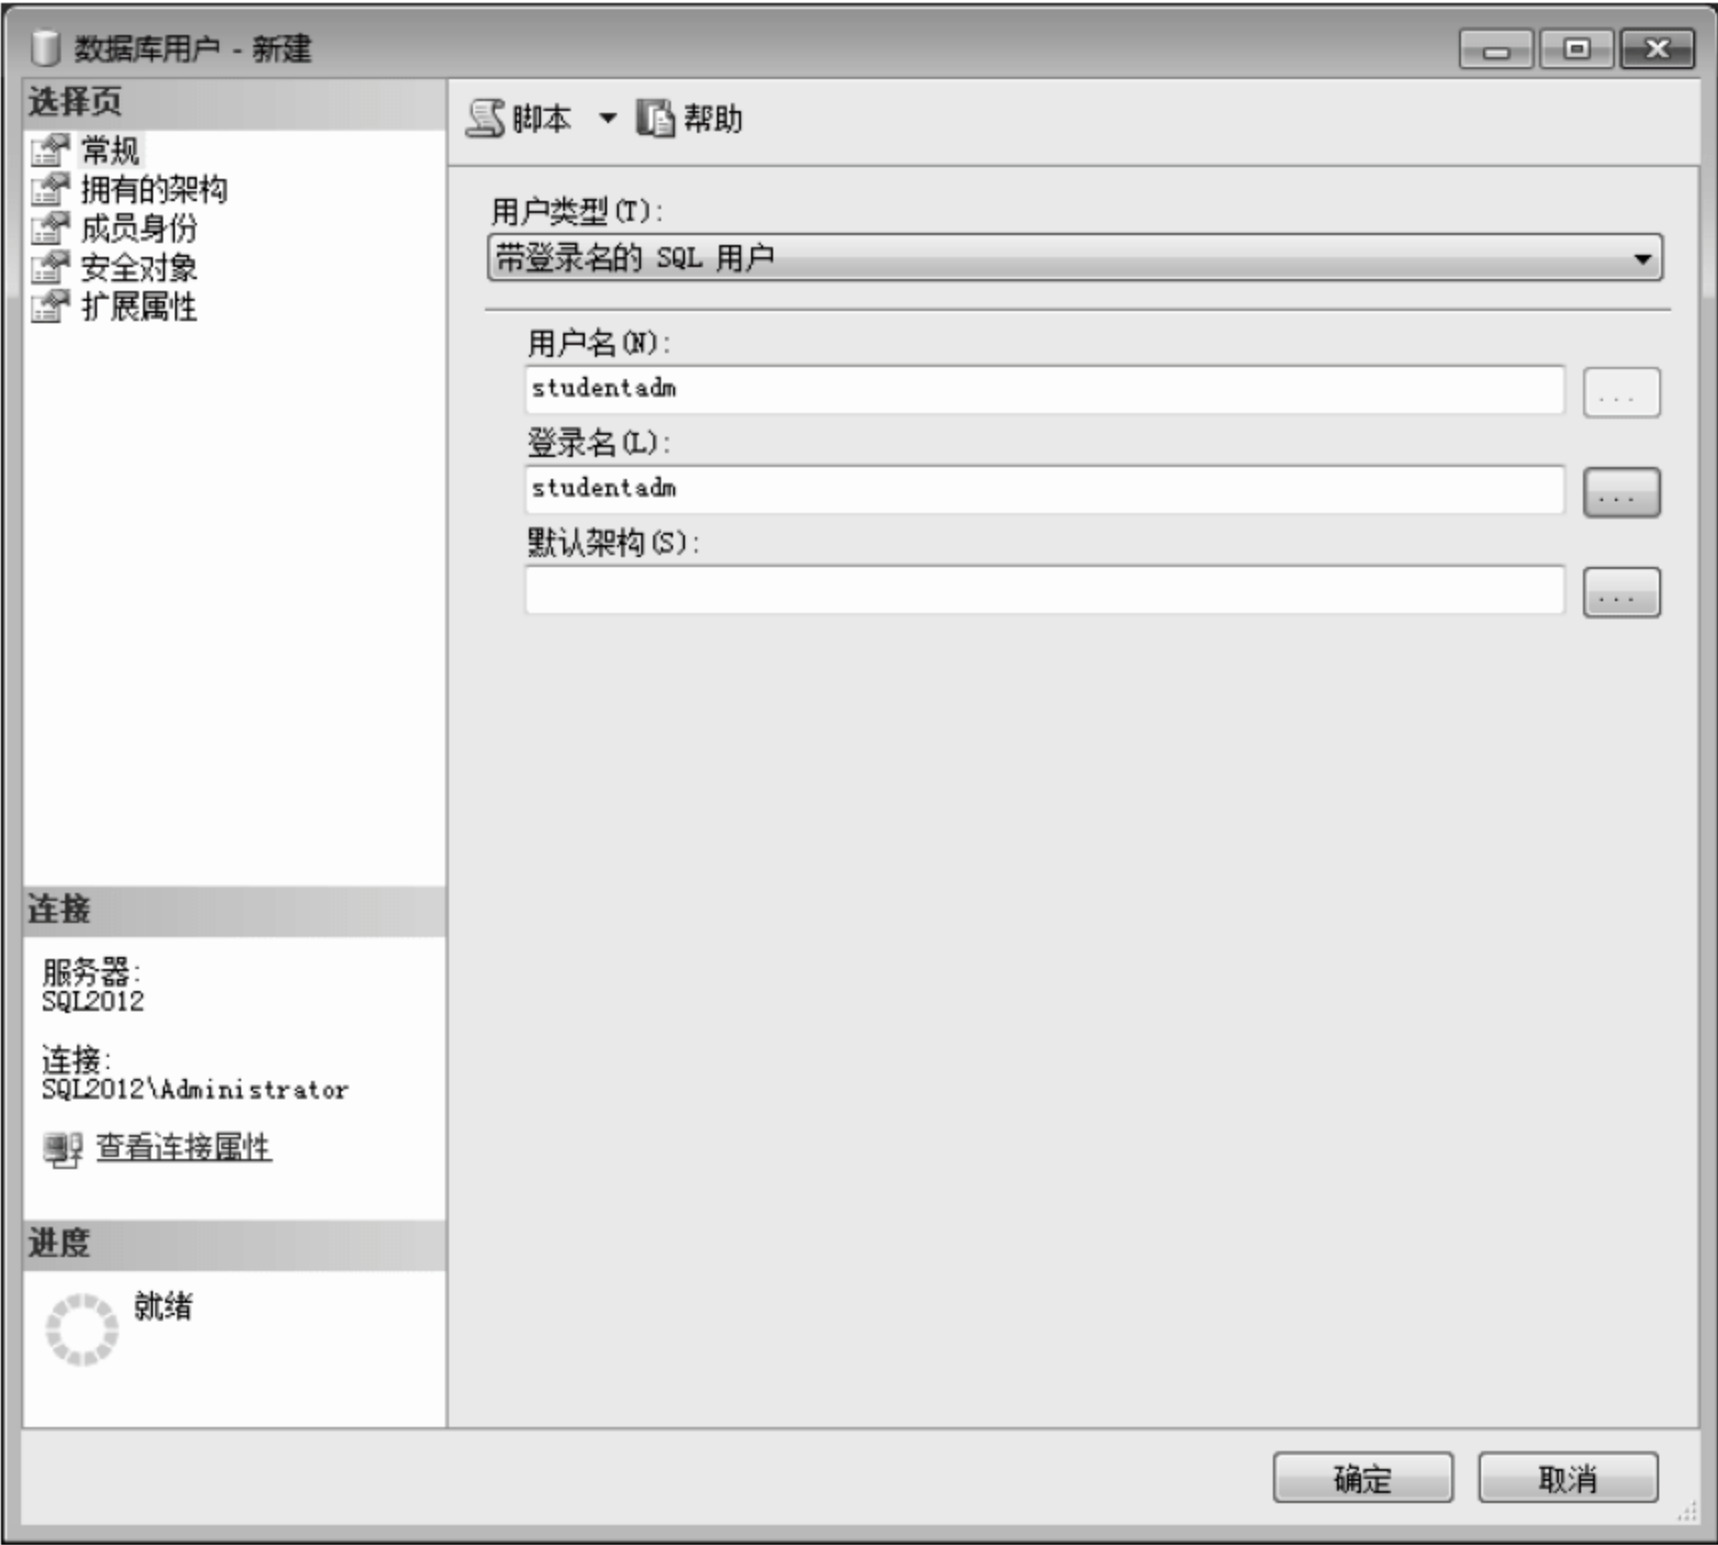 数据库用户 - 新建
选择页
常规
拥有的架构
成员身份
安全对象
扩展属性
脚本 帮助
用户类型(T):
带登录名的 SQL 用户
用户名(N):
studentadm
...
登录名(L):
studentadm
...
默认架构(S):
...
连接
服务器:
SQL2012
连接:
SQL2012\Administrator
查看连接属性
进度
就绪
确定 取消